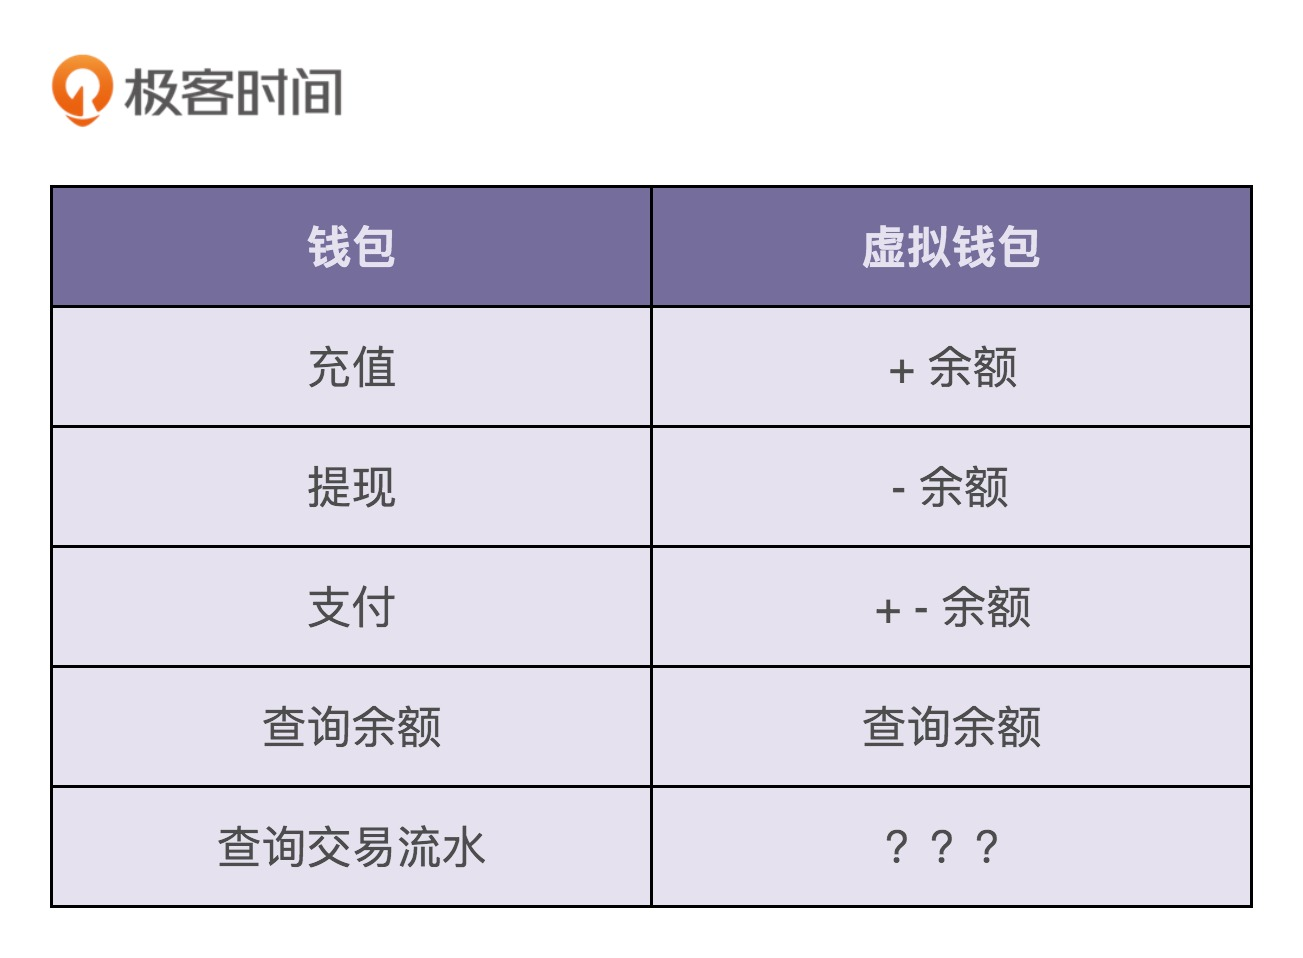 极客时间
钱包 虚拟钱包
充值 + 余额
提现 - 余额
支付 + - 余额
查询余额 查询余额
查询交易流水 ？？？